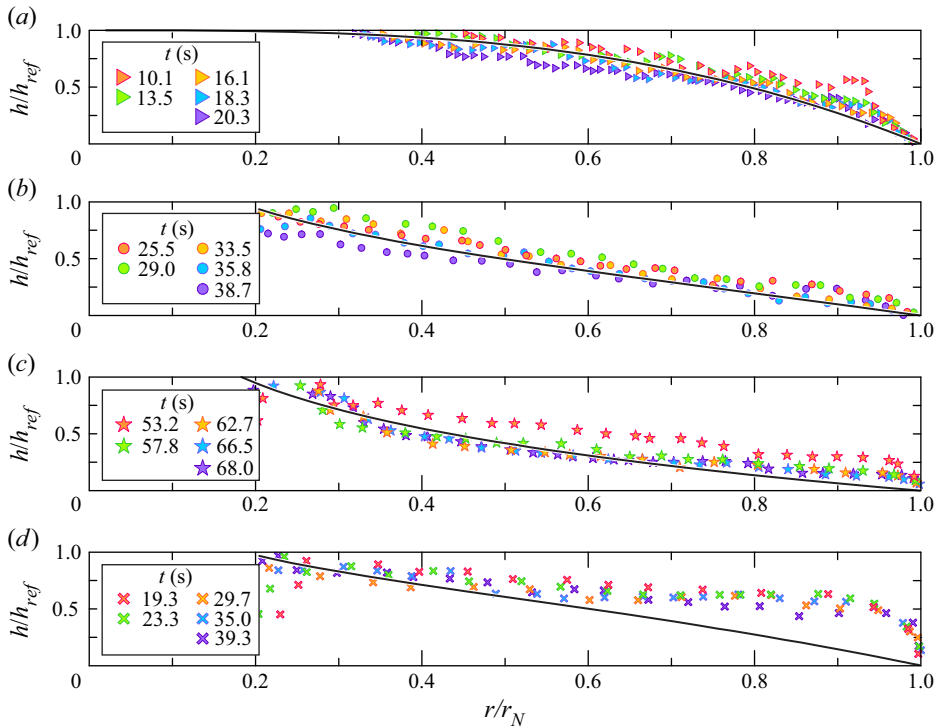 (a)
1.0
t (s)
10.1 16.1
0.5
13.5 18.3
20.3
h/h_ref
0 0.2 0.4 0.6 0.8 1.0
(b)
1.0
t (s)
25.5 33.5
0.5
29.0 35.8
38.7
h/h_ref
0 0.2 0.4 0.6 0.8 1.0
(c)
1.0
t (s)
53.2 62.7
0.5
57.8 66.5
68.0
h/h_ref
0 0.2 0.4 0.6 0.8 1.0
(d)
1.0
t (s)
19.3 29.7
0.5
23.3 35.0
39.3
h/h_ref
0 0.2 0.4 0.6 0.8 1.0
r/r_N